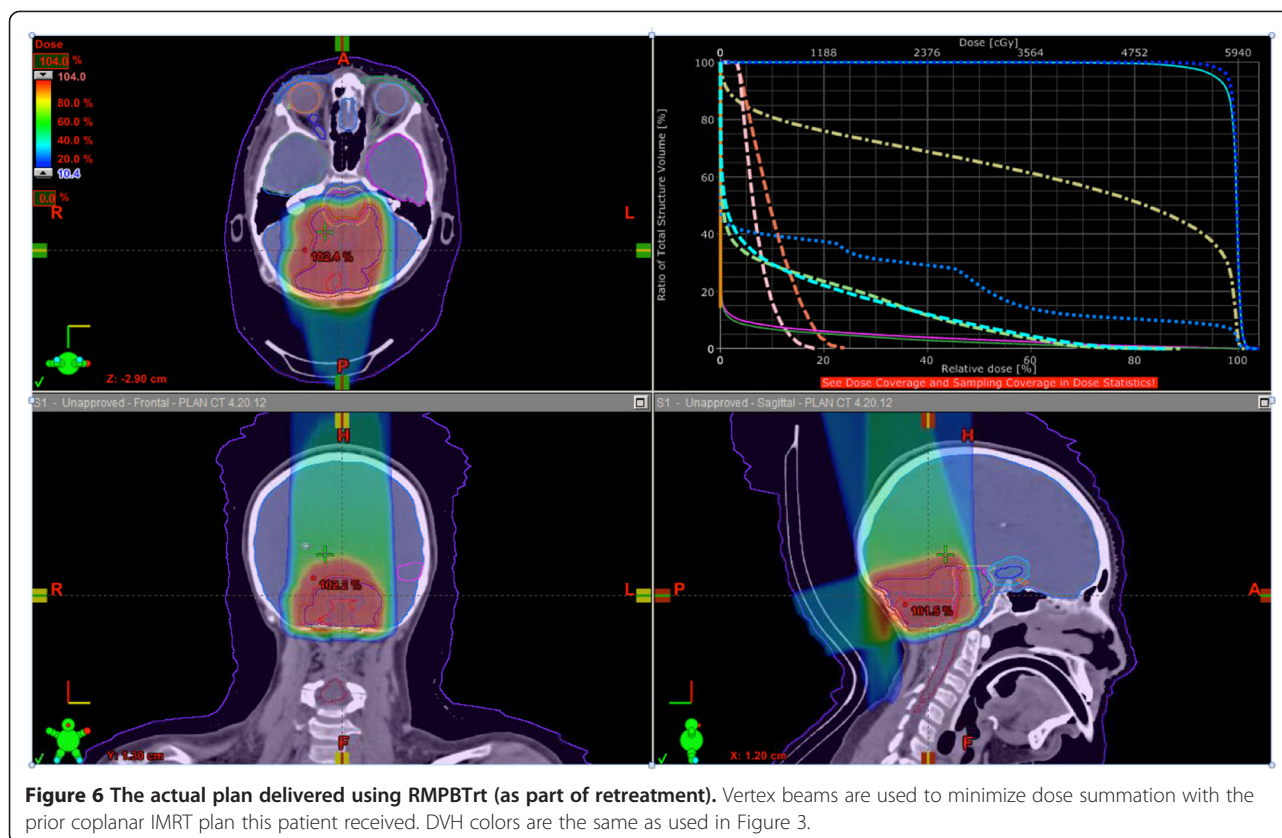 Dose
104.0 %
104.0
80.0 %
60.0 %
40.0 %
20.0 %
10.4
0.0 %
A
R
L
P
102.4 %
Z: -2.90 cm
Dose [cGy]
0 1188 2376 3564 4752 5940
Ratio of Total Structure Volume [%]
100
80
60
40
20
0
0 20 40 60 80 100
Relative dose [%]
See Dose Coverage and Sampling Coverage in Dose Statistics!
S1 - Unapproved - Frontal - PLAN CT 4.20.12
H
R
L
F
102.2 %
Y: 1.30 cm
S1 - Unapproved - Sagittal - PLAN CT 4.20.12
H
P
A
F
101.5 %
X: 1.20 cm
Figure 6 The actual plan delivered using RMPBTrt (as part of retreatment). Vertex beams are used to minimize dose summation with the
prior coplanar IMRT plan this patient received. DVH colors are the same as used in Figure 3.